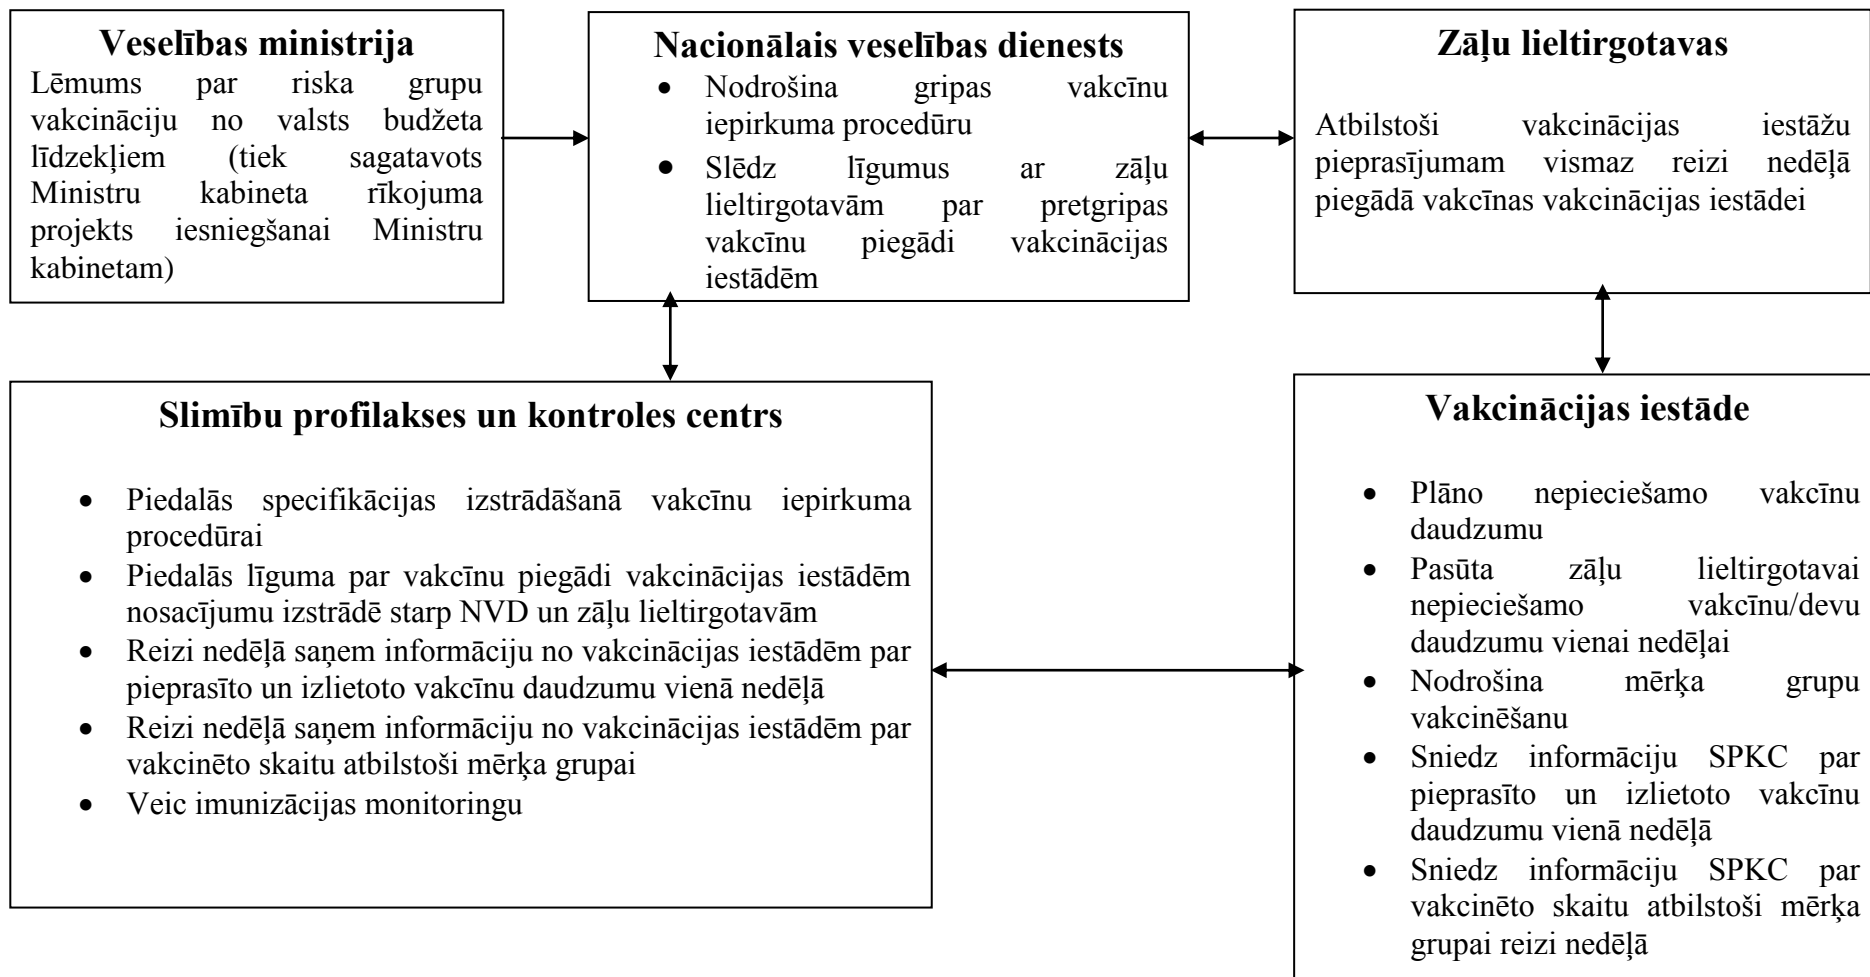 Veselības ministrija
Lēmums par riska grupu
vakcināciju no valsts budžeta
līdzekļiem (tiek sagatavots
Ministru kabineta rīkojuma
projekts iesniegšanai Ministru
kabinetam)
Nacionālais veselības dienests
• Nodrošina gripas vakcīnu
iepirkuma procedūru
• Slēdz līgumus ar zāļu
lieltirgotavām par pretgripas
vakcīnu piegādi vakcinācijas
iestādēm
Zāļu lieltirgotavas
Atbilstoši vakcinācijas iestāžu
pieprasījumam vismaz reizi nedēļā
piegādā vakcīnas vakcinācijas iestādei
Slimību profilakses un kontroles centrs
• Piedalās specifikācijas izstrādāšanā vakcīnu iepirkuma
procedūrai
• Piedalās līguma par vakcīnu piegādi vakcinācijas iestādēm
nosacījumu izstrādē starp NVD un zāļu lieltirgotavām
• Reizi nedēļā saņem informāciju no vakcinācijas iestādēm par
pieprasīto un izlietoto vakcīnu daudzumu vienā nedēļā
• Reizi nedēļā saņem informāciju no vakcinācijas iestādēm par
vakcinēto skaitu atbilstoši mērķa grupai
• Veic imunizācijas monitoringu
Vakcinācijas iestāde
• Plāno nepieciešamo vakcīnu
daudzumu
• Pasūta zāļu lieltirgotavai
nepieciešamo vakcīnu/devu
daudzumu vienai nedēļai
• Nodrošina mērķa grupu
vakcinēšanu
• Sniedz informāciju SPKC par
pieprasīto un izlietoto vakcīnu
daudzumu vienā nedēļā
• Sniedz informāciju SPKC par
vakcinēto skaitu atbilstoši mērķa
grupai reizi nedēļā